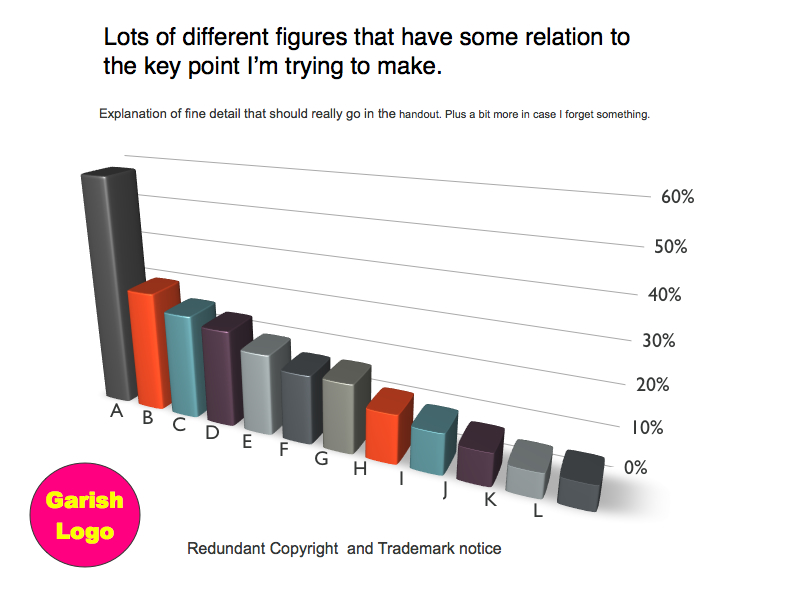 Lots of different figures that have some relation to
the key point I’m trying to make.
Explanation of fine detail that should really go in the handout. Plus a bit more in case I forget something.
60%
50%
40%
30%
20%
10%
0%
A
B
C
D
E
F
G
H
I
J
K
L
Garish
Logo
Redundant Copyright and Trademark notice